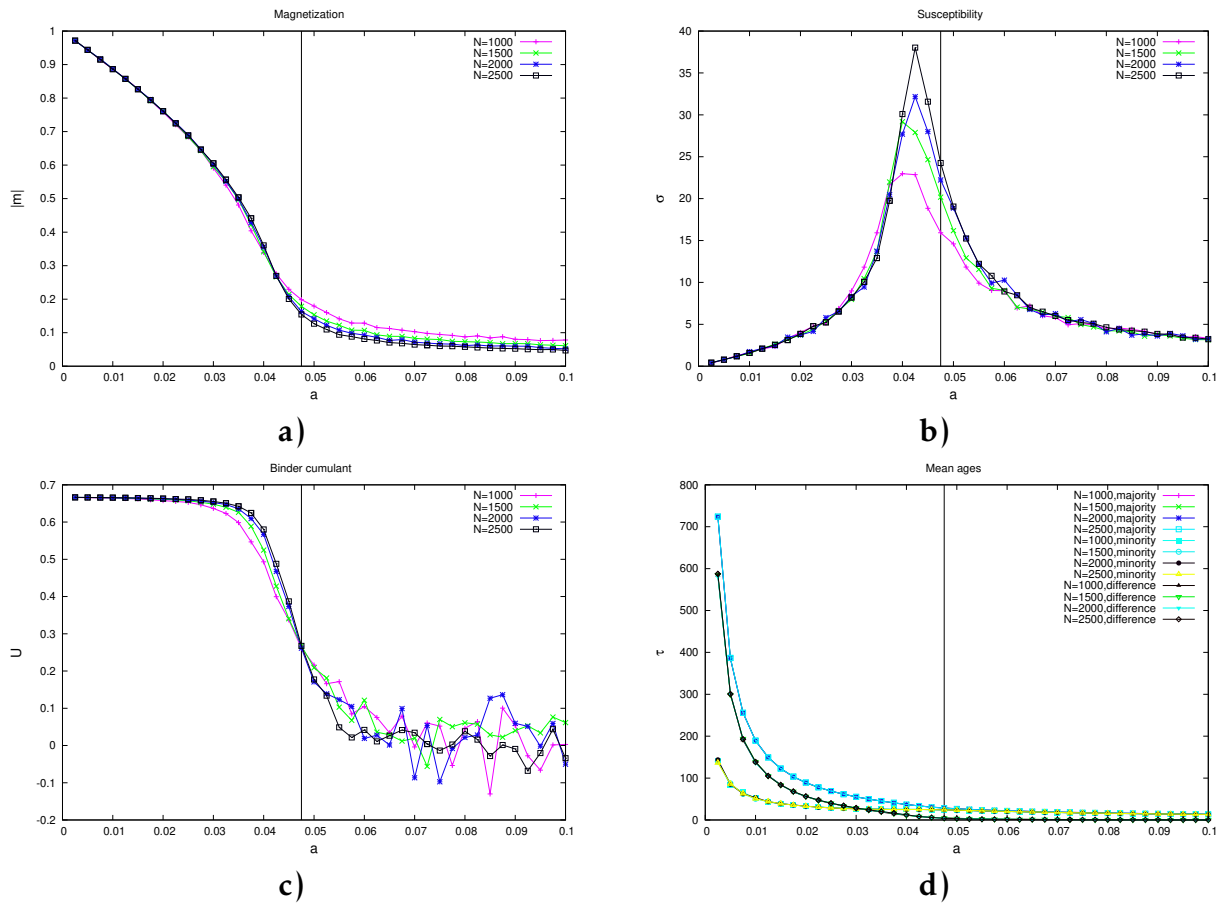 Magnetization
1
0.9
0.8
0.7
0.6
0.5
0.4
0.3
0.2
0.1
0
|m|
N=1000
N=1500
N=2000
N=2500
0 0.01 0.02 0.03 0.04 0.05 0.06 0.07 0.08 0.09 0.1
a
a)
Susceptibility
40
35
30
25
20
15
10
5
0
σ
N=1000
N=1500
N=2000
N=2500
0 0.01 0.02 0.03 0.04 0.05 0.06 0.07 0.08 0.09 0.1
a
b)
Binder cumulant
0.7
0.6
0.5
0.4
0.3
0.2
0.1
0
-0.1
-0.2
U
N=1000
N=1500
N=2000
N=2500
0 0.01 0.02 0.03 0.04 0.05 0.06 0.07 0.08 0.09 0.1
a
c)
Mean ages
800
700
600
500
400
300
200
100
0
τ
N=1000,majority
N=1500,majority
N=2000,majority
N=2500,majority
N=1000,minority
N=1500,minority
N=2000,minority
N=2500,minority
N=1000,difference
N=1500,difference
N=2000,difference
N=2500,difference
0 0.01 0.02 0.03 0.04 0.05 0.06 0.07 0.08 0.09 0.1
a
d)